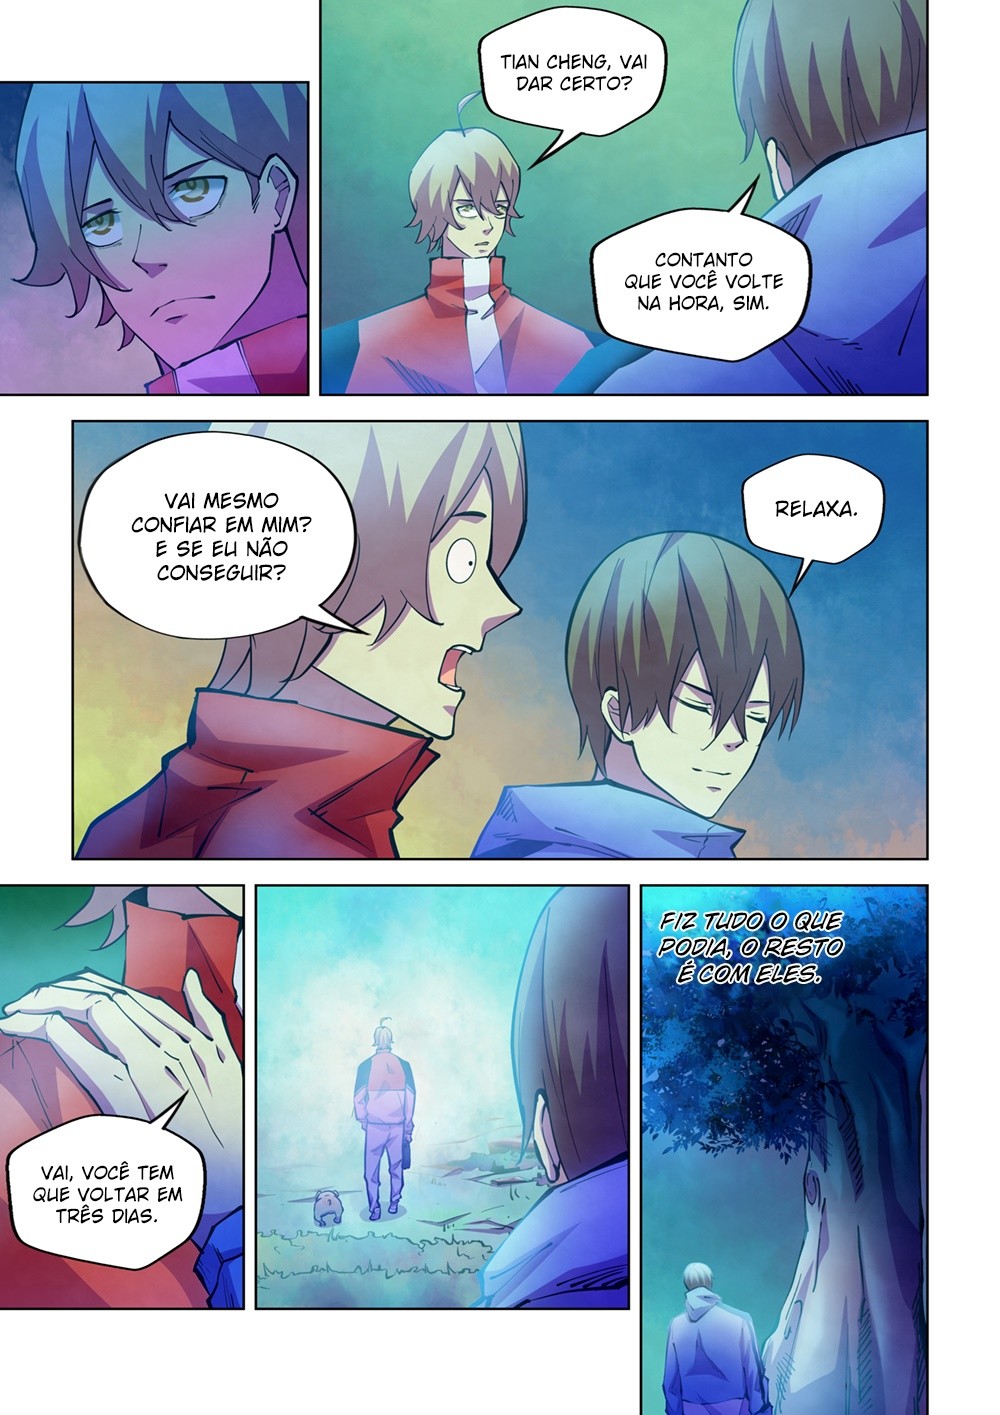 TIAN CHENG, VAI
DAR CERTO?
CONTANTO
QUE VOCÊ VOLTE
NA HORA, SIM.
VAI MESMO
CONFIAR EM MIM?
E SE EU NÃO
CONSEGUIR?
RELAXA.
VAI, VOCÊ TEM
QUE VOLTAR EM
TRÊS DIAS.
FIZ TUDO O QUE
PODIA, O RESTO
É COM ELES.